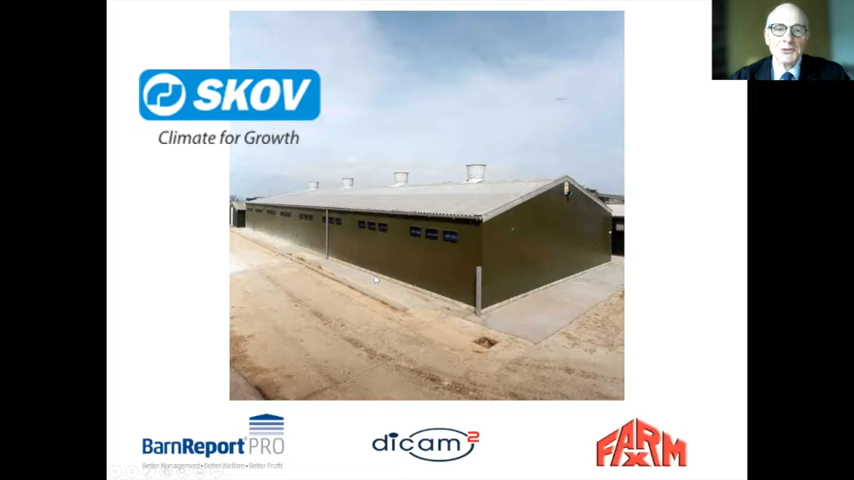 SKOV
Climate for Growth
BarnReport PRO
Better Management • Better Welfare • Better Profit
dicam2
FARM
X